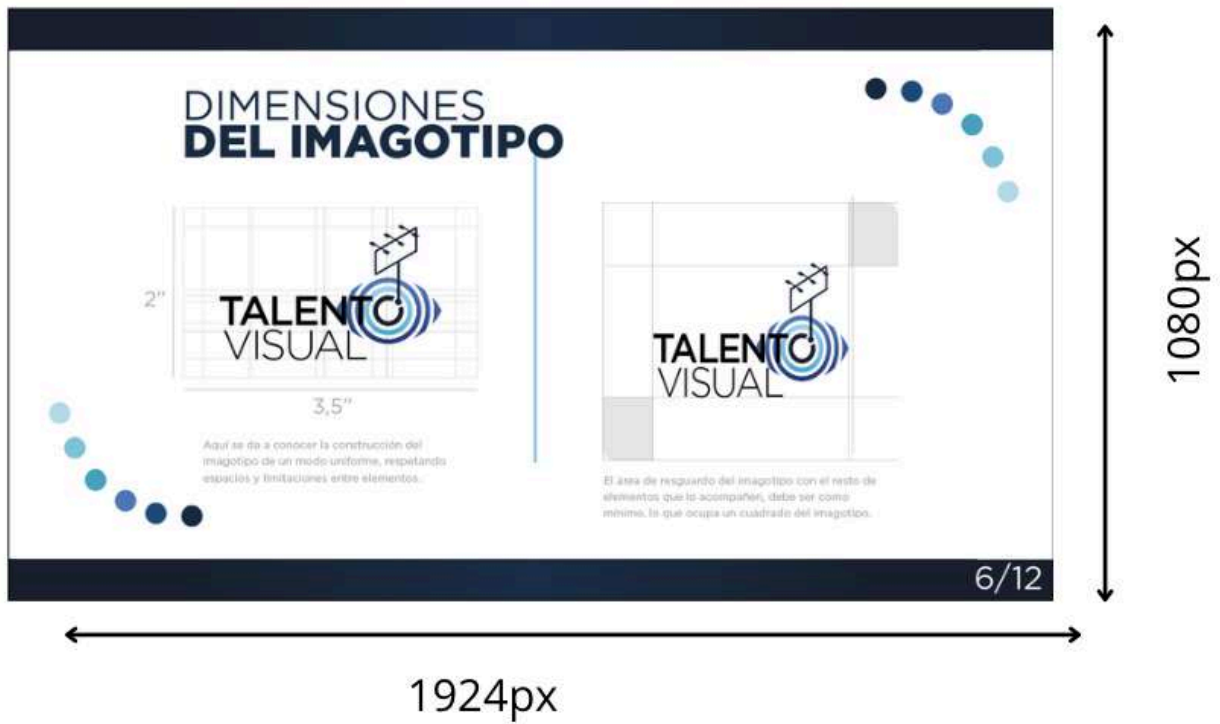 DIMENSIONES
DEL IMAGOTIPO
2"
TALENTO
VISUAL
3,5"
Aquí se da a conocer la construcción del
imagotipo de un modo uniforme, respetando
espacios y limitaciones entre elementos.
TALENTO
VISUAL
El área de resguardo del imagotipo con el resto de
elementos que lo acompañen, debe ser como
mínimo, lo que ocupa un cuadrado del imagotipo.
6/12
1080px
1924px